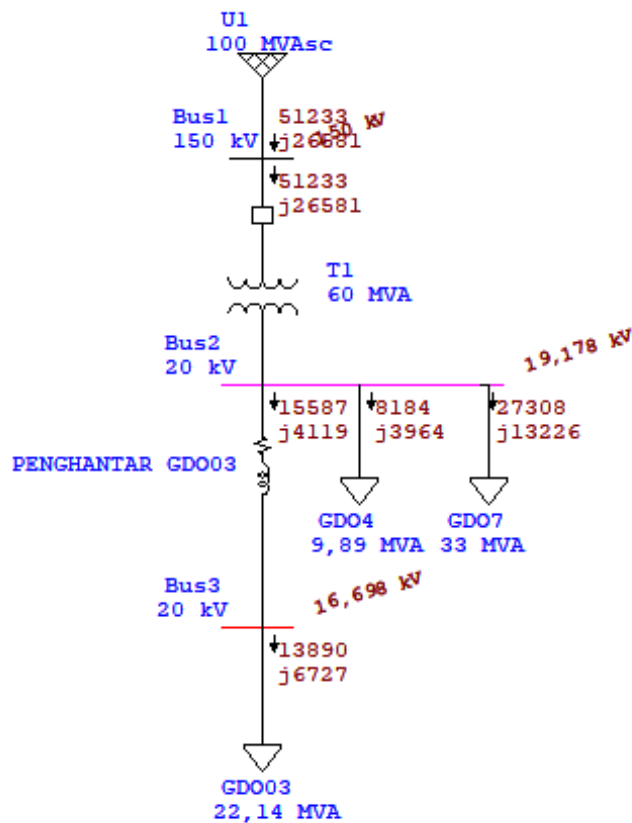 U1
100 MVAsc
Bus1
150 kV
51233
j26581
150 kV
51233
j26581
T1
60 MVA
Bus2
20 kV
19,178 kV
15587
j4119
8184
j3964
27308
j13226
PENGHANTAR GDO03
GDO4
9,89 MVA
GDO7
33 MVA
Bus3
20 kV
16,698 kV
13890
j6727
GDO03
22,14 MVA